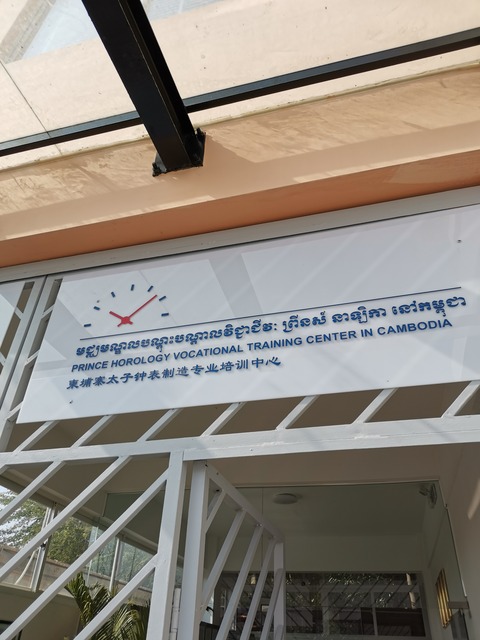 មជ្ឈមណ្ឌលបណ្តុះបណ្តាលវិជ្ជាជីវៈ ព្រីនស៍ នាឡិកា នៅកម្ពុជា
PRINCE HOROLOGY VOCATIONAL TRAINING CENTER IN CAMBODIA
柬埔寨太子钟表制造专业培训中心